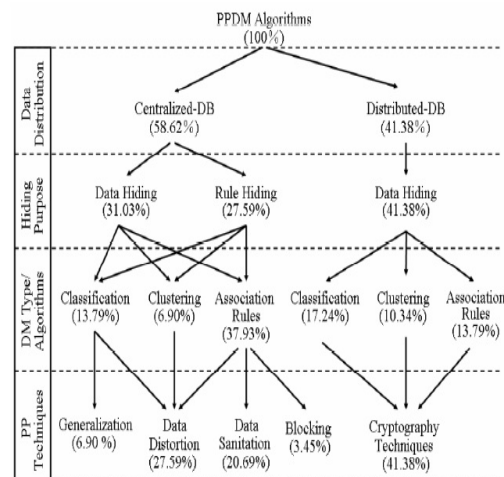 PPDM Algorithms
(100%)
Data
Distribution
Centralized-DB
(58.62%)
Distributed-DB
(41.38%)
Hiding
Purpose
Data Hiding
(31.03%)
Rule Hiding
(27.59%)
Data Hiding
(41.38%)
DM Type/
Algorithms
Classification
(13.79%)
Clustering
(6.90%)
Association
Rules
(37.93%)
Classification
(17.24%)
Clustering
(10.34%)
Association
Rules
(13.79%)
PP
Techniques
Generalization
(6.90 %)
Data
Distortion
(27.59%)
Data
Sanitation
(20.69%)
Blocking
(3.45%)
Cryptography
Techniques
(41.38%)